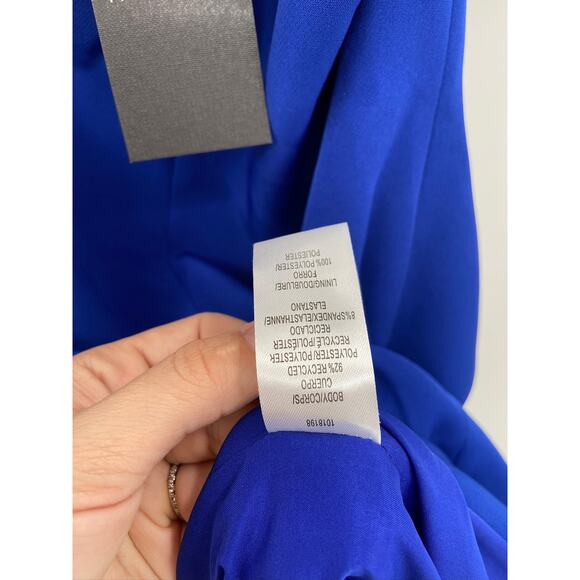 1018198
BODY/CORPS/
CUERPO
92% RECYCLED
POLYESTER/POLYESTER
RECYCLÉ/POLIÉSTER
RECICLADO
8%SPANDEX/ELASTHANNE/
ELASTANO
LINING/DOUBLURE/
FORRO
100% POLYESTER/
POLIESTER